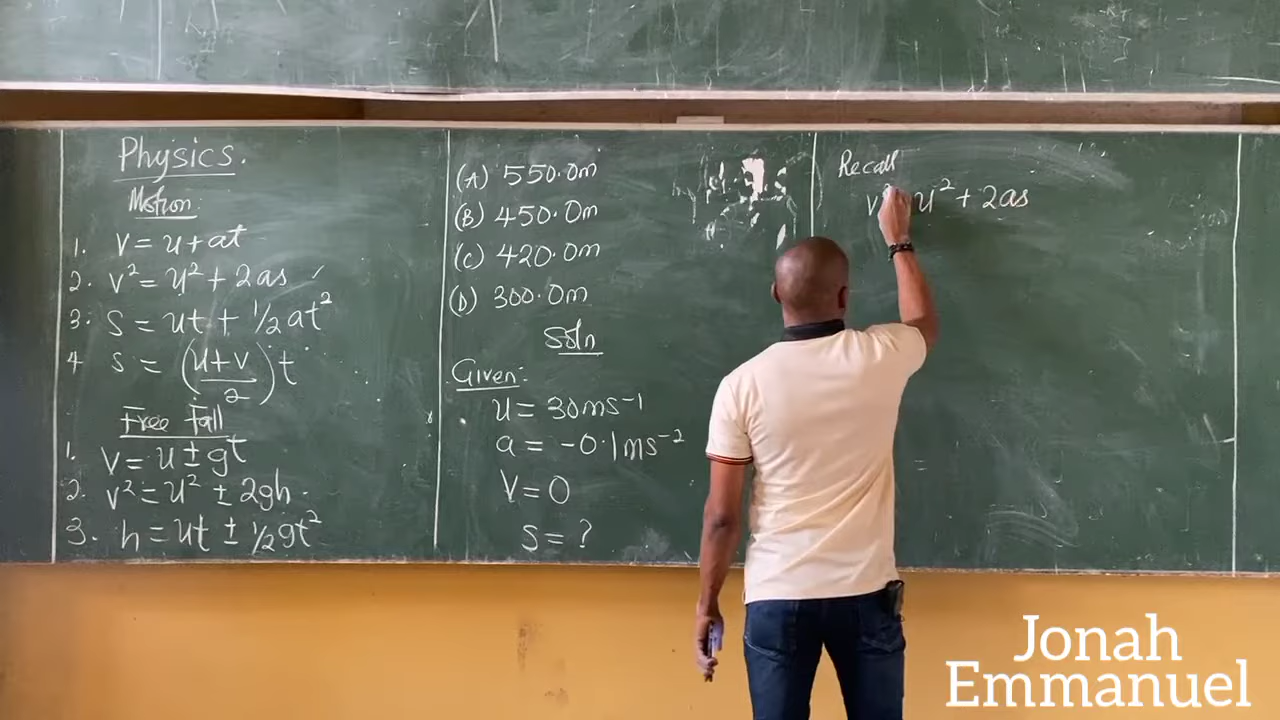 Physics.
Motion:
1. V = u + at
2. V² = u² + 2as ✓
3. S = ut + ½at²
4 S = (u+v/2)t
Free Fall
1. V = u ± gt
2. V² = u² ± 2gh.
3. h = ut ± ½gt²
(A) 550.0m
(B) 450.0m
(C) 420.0m
(D) 300.0m
Soln
Given:
u = 30ms⁻¹
a = -0.1ms⁻²
V = 0
S = ?
Recall
V² u² + 2as
Jonah
Emmanuel